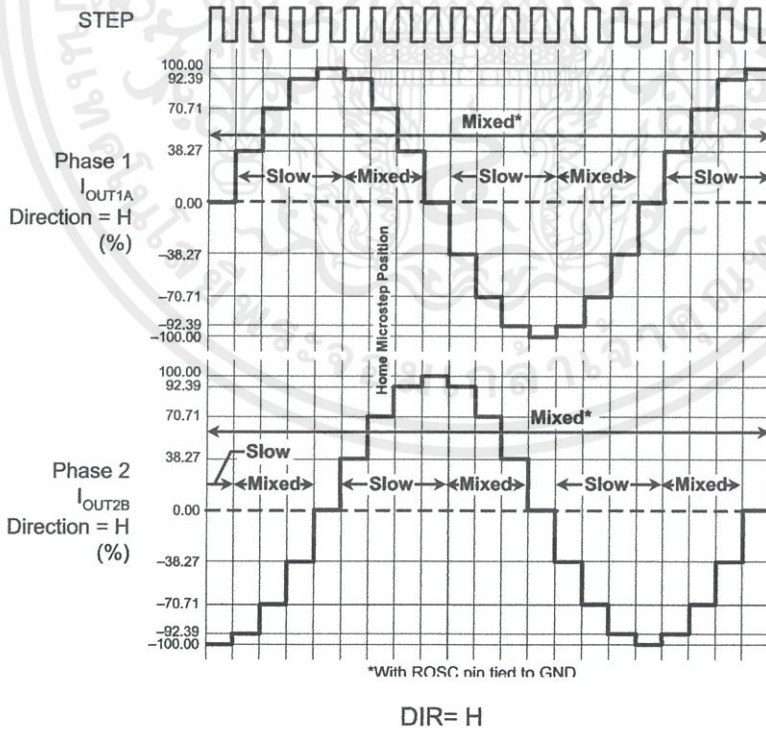 STEP
100.00
92.39
70.71
38.27
0.00
–38.27
–70.71
–92.39
–100.00
Phase 1
IOUT1A
Direction = H
(%)
Mixed*
Slow
Mixed
Slow
Mixed
Slow
Home Microstep Position
100.00
92.39
70.71
38.27
0.00
–38.27
–70.71
–92.39
–100.00
Phase 2
IOUT2B
Direction = H
(%)
Mixed*
Slow
Mixed
Slow
Mixed
Slow
Mixed
*With ROSC pin tied to GND
DIR= H